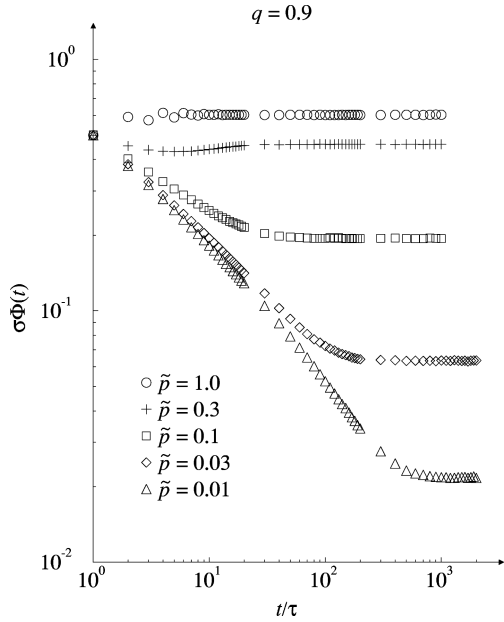 q = 0.9
10⁰
10⁻¹
10⁻²
σΦ(t)
p̃ = 1.0
p̃ = 0.3
p̃ = 0.1
p̃ = 0.03
p̃ = 0.01
10⁰ 10¹ 10² 10³
t/τ